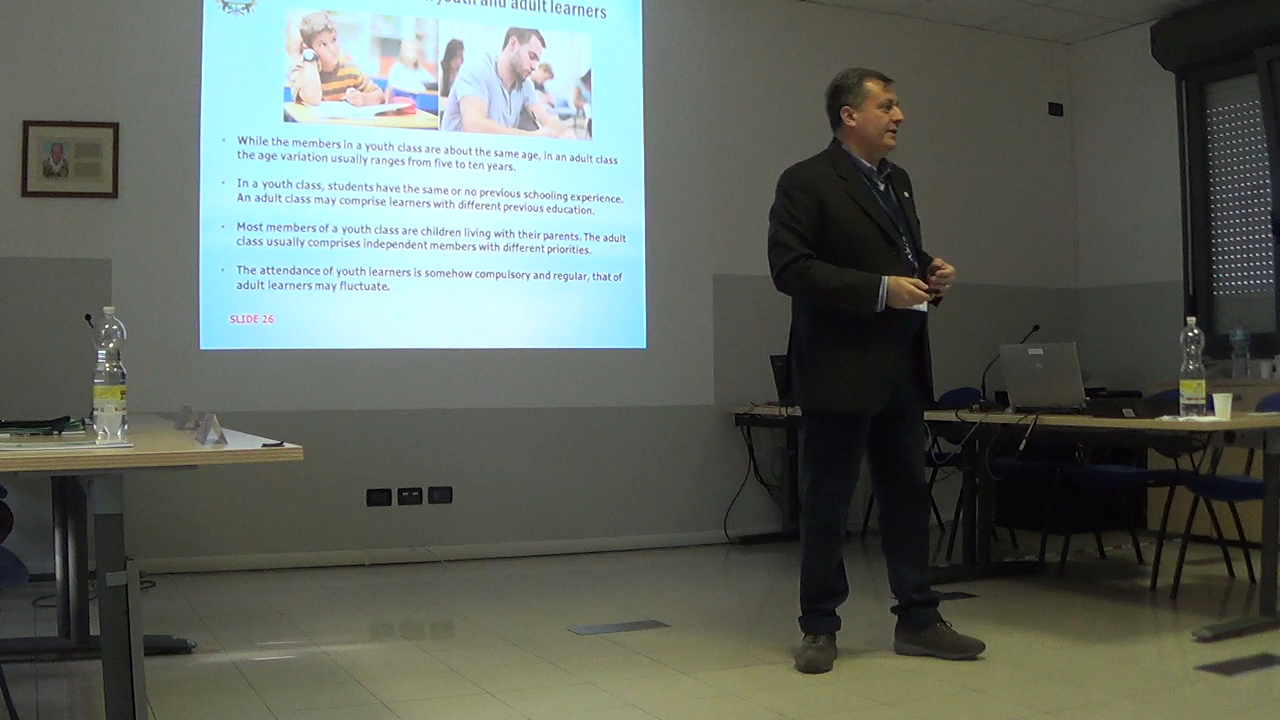 youth and adult learners
While the members in a youth class are about the same age, in an adult class
the age variation usually ranges from five to ten years.
In a youth class, students have the same or no previous schooling experience.
An adult class may comprise learners with different previous education.
Most members of a youth class are children living with their parents. The adult
class usually comprises independent members with different priorities.
The attendance of youth learners is somehow compulsory and regular, that of
adult learners may fluctuate.
SLIDE 26